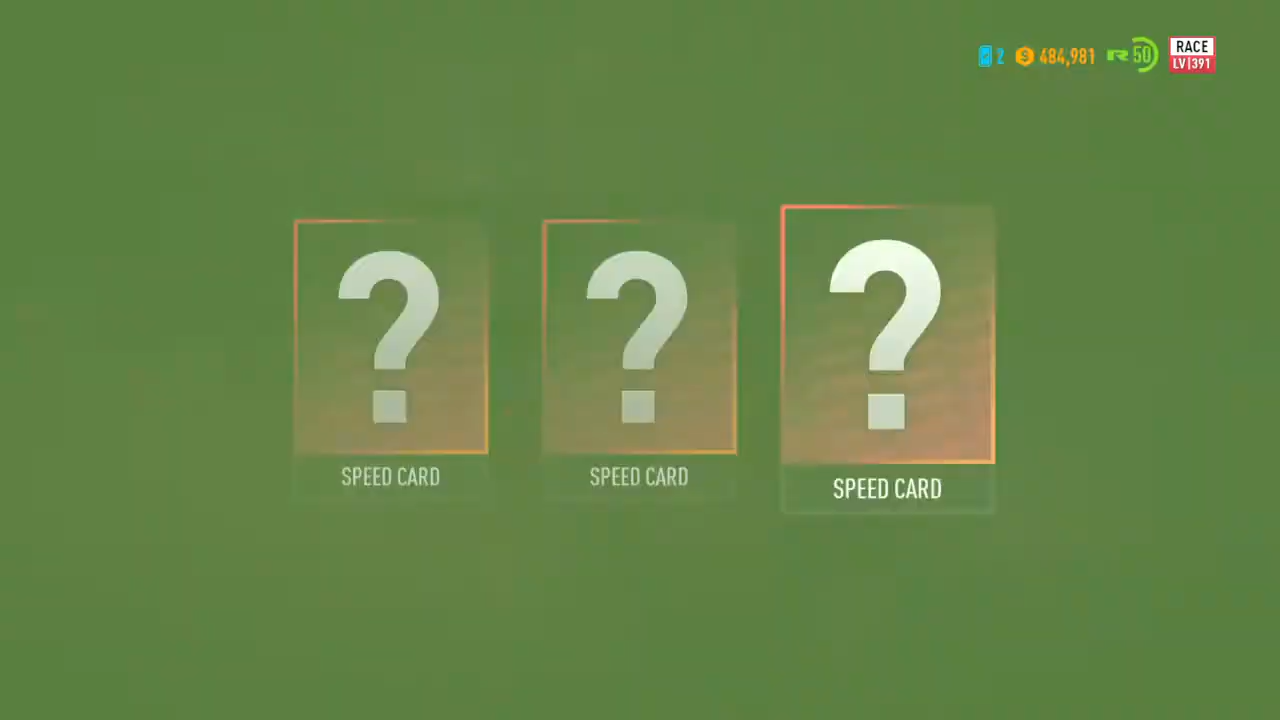 2 484,981 R 50 RACE
LV|391
? ? ?
SPEED CARD SPEED CARD SPEED CARD